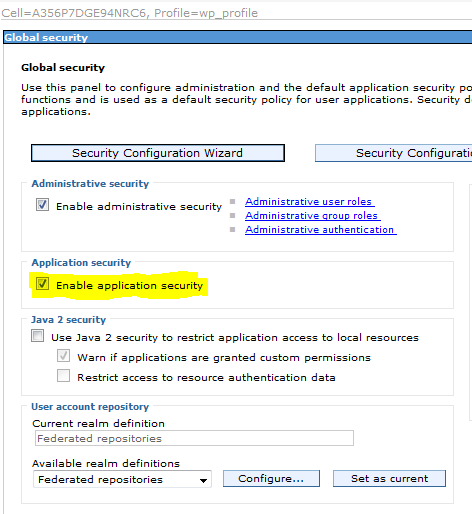 Cell=A356P7DGE94NRC6, Profile=wp_profile
Global security
Global security
Use this panel to configure administration and the default application security po
functions and is used as a default security policy for user applications. Security d
applications.
Security Configuration Wizard
Security Configuratio
Administrative security
Enable administrative security
Administrative user roles
Administrative group roles
Administrative authentication
Application security
Enable application security
Java 2 security
Use Java 2 security to restrict application access to local resources
Warn if applications are granted custom permissions
Restrict access to resource authentication data
User account repository
Current realm definition
Federated repositories
Available realm definitions
Federated repositories
Configure...
Set as current